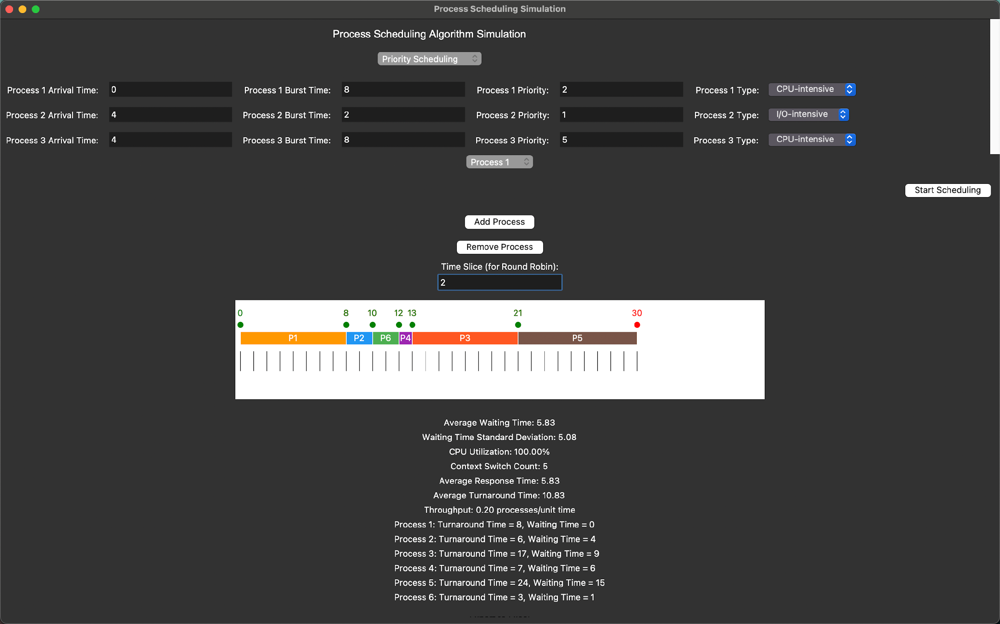 Process Scheduling Simulation
Process Scheduling Algorithm Simulation
Priority Scheduling
Process 1 Arrival Time: 0 Process 1 Burst Time: 8 Process 1 Priority: 2 Process 1 Type: CPU-intensive
Process 2 Arrival Time: 4 Process 2 Burst Time: 2 Process 2 Priority: 1 Process 2 Type: I/O-intensive
Process 3 Arrival Time: 4 Process 3 Burst Time: 8 Process 3 Priority: 5 Process 3 Type: CPU-intensive
Process 1
Start Scheduling
Add Process
Remove Process
Time Slice (for Round Robin):
2
0 8 10 12 13 21 30
P1 P2 P6 P4 P3 P5
Average Waiting Time: 5.83
Waiting Time Standard Deviation: 5.08
CPU Utilization: 100.00%
Context Switch Count: 5
Average Response Time: 5.83
Average Turnaround Time: 10.83
Throughput: 0.20 processes/unit time
Process 1: Turnaround Time = 8, Waiting Time = 0
Process 2: Turnaround Time = 6, Waiting Time = 4
Process 3: Turnaround Time = 17, Waiting Time = 9
Process 4: Turnaround Time = 7, Waiting Time = 6
Process 5: Turnaround Time = 24, Waiting Time = 15
Process 6: Turnaround Time = 3, Waiting Time = 1